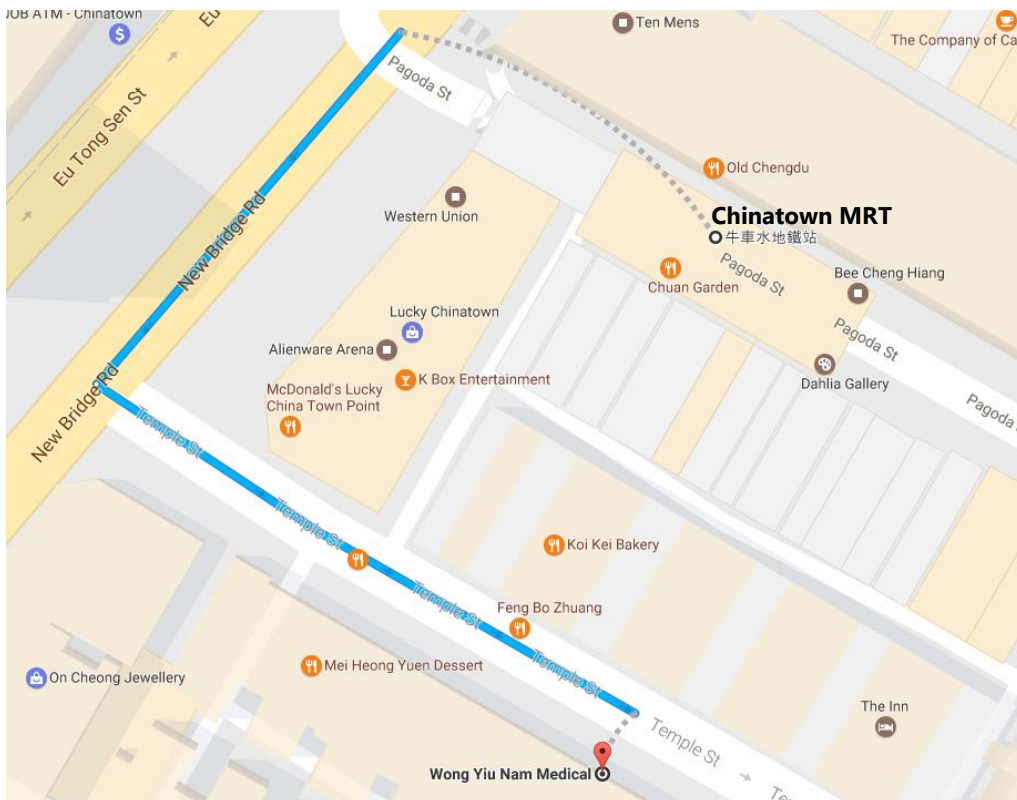 UOB ATM - Chinatown
Eu
Eu Tong Sen St
Ten Mens
The Company of Ca
Pagoda St
Old Chengdu
Western Union
Chinatown MRT
牛車水地鐵站
Pagoda St
Chuan Garden
Bee Cheng Hiang
New Bridge Rd
Lucky Chinatown
Pagoda St
Alienware Arena
K Box Entertainment
Dahlia Gallery
McDonald's Lucky
China Town Point
Pagoda
New Bridge Rd
Temple St
Temple St
Koi Kei Bakery
Temple St
Feng Bo Zhuang
Temple St
Mei Heong Yuen Dessert
On Cheong Jewellery
The Inn
Temple St
Wong Yiu Nam Medical